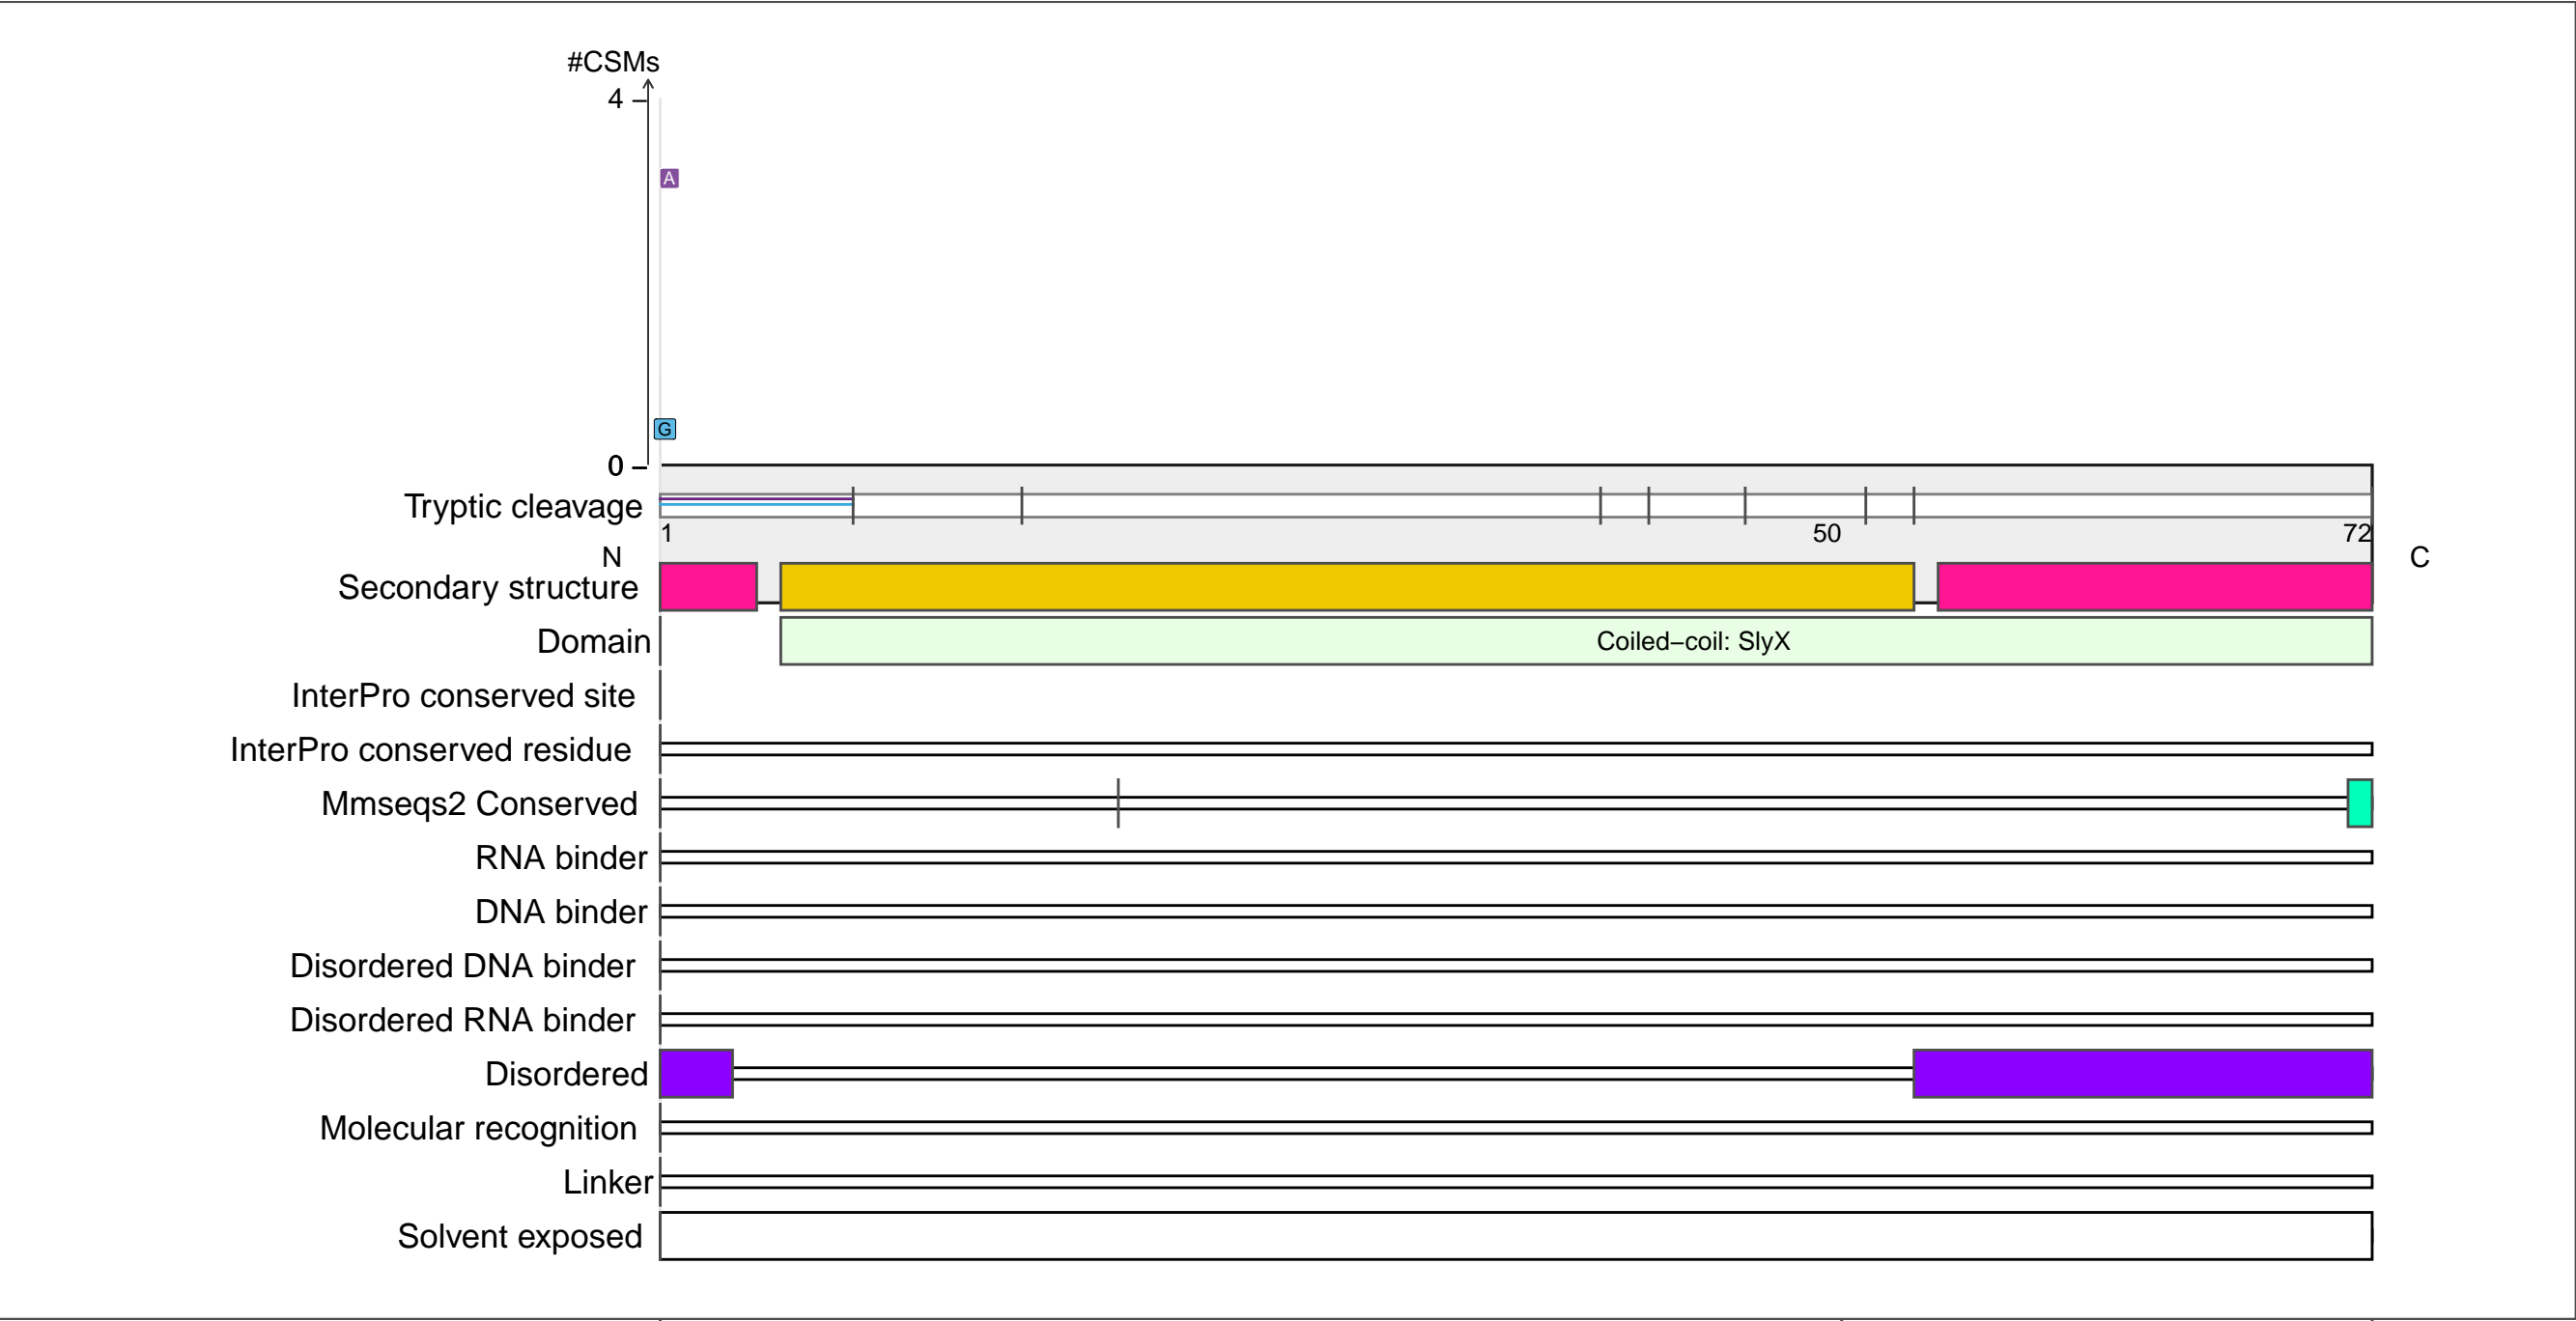 #CSMs
4
A
G
0
Tryptic cleavage
1
50
72
N
C
Secondary structure
Domain
Coiled−coil: SlyX
InterPro conserved site
InterPro conserved residue
Mmseqs2 Conserved
RNA binder
DNA binder
Disordered DNA binder
Disordered RNA binder
Disordered
Molecular recognition
Linker
Solvent exposed